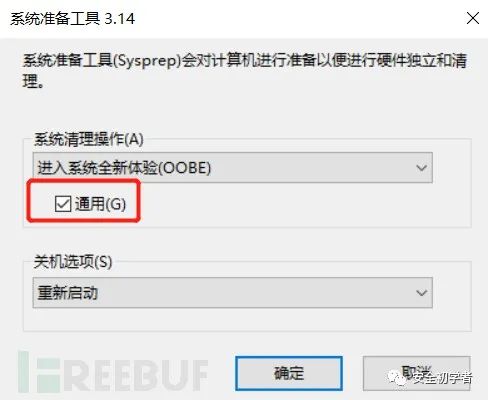 系统准备工具 3.14
系统准备工具(Sysprep)会对计算机进行准备以便进行硬件独立和清
理。
系统清理操作(A)
进入系统全新体验(OOBE)
通用(G)
关机选项(S)
重新启动
FREEBUF
确定
取消
安全初学者